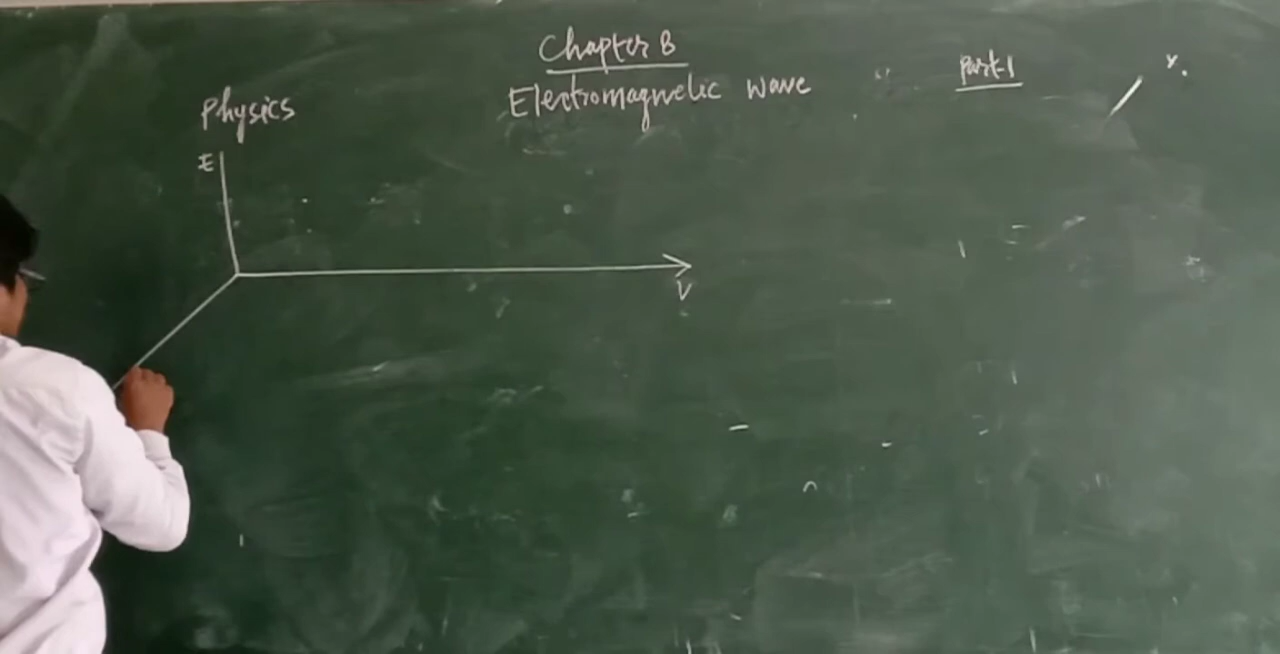 Chapter 8
Part-1
Electromagnetic wave
Physics
E
V